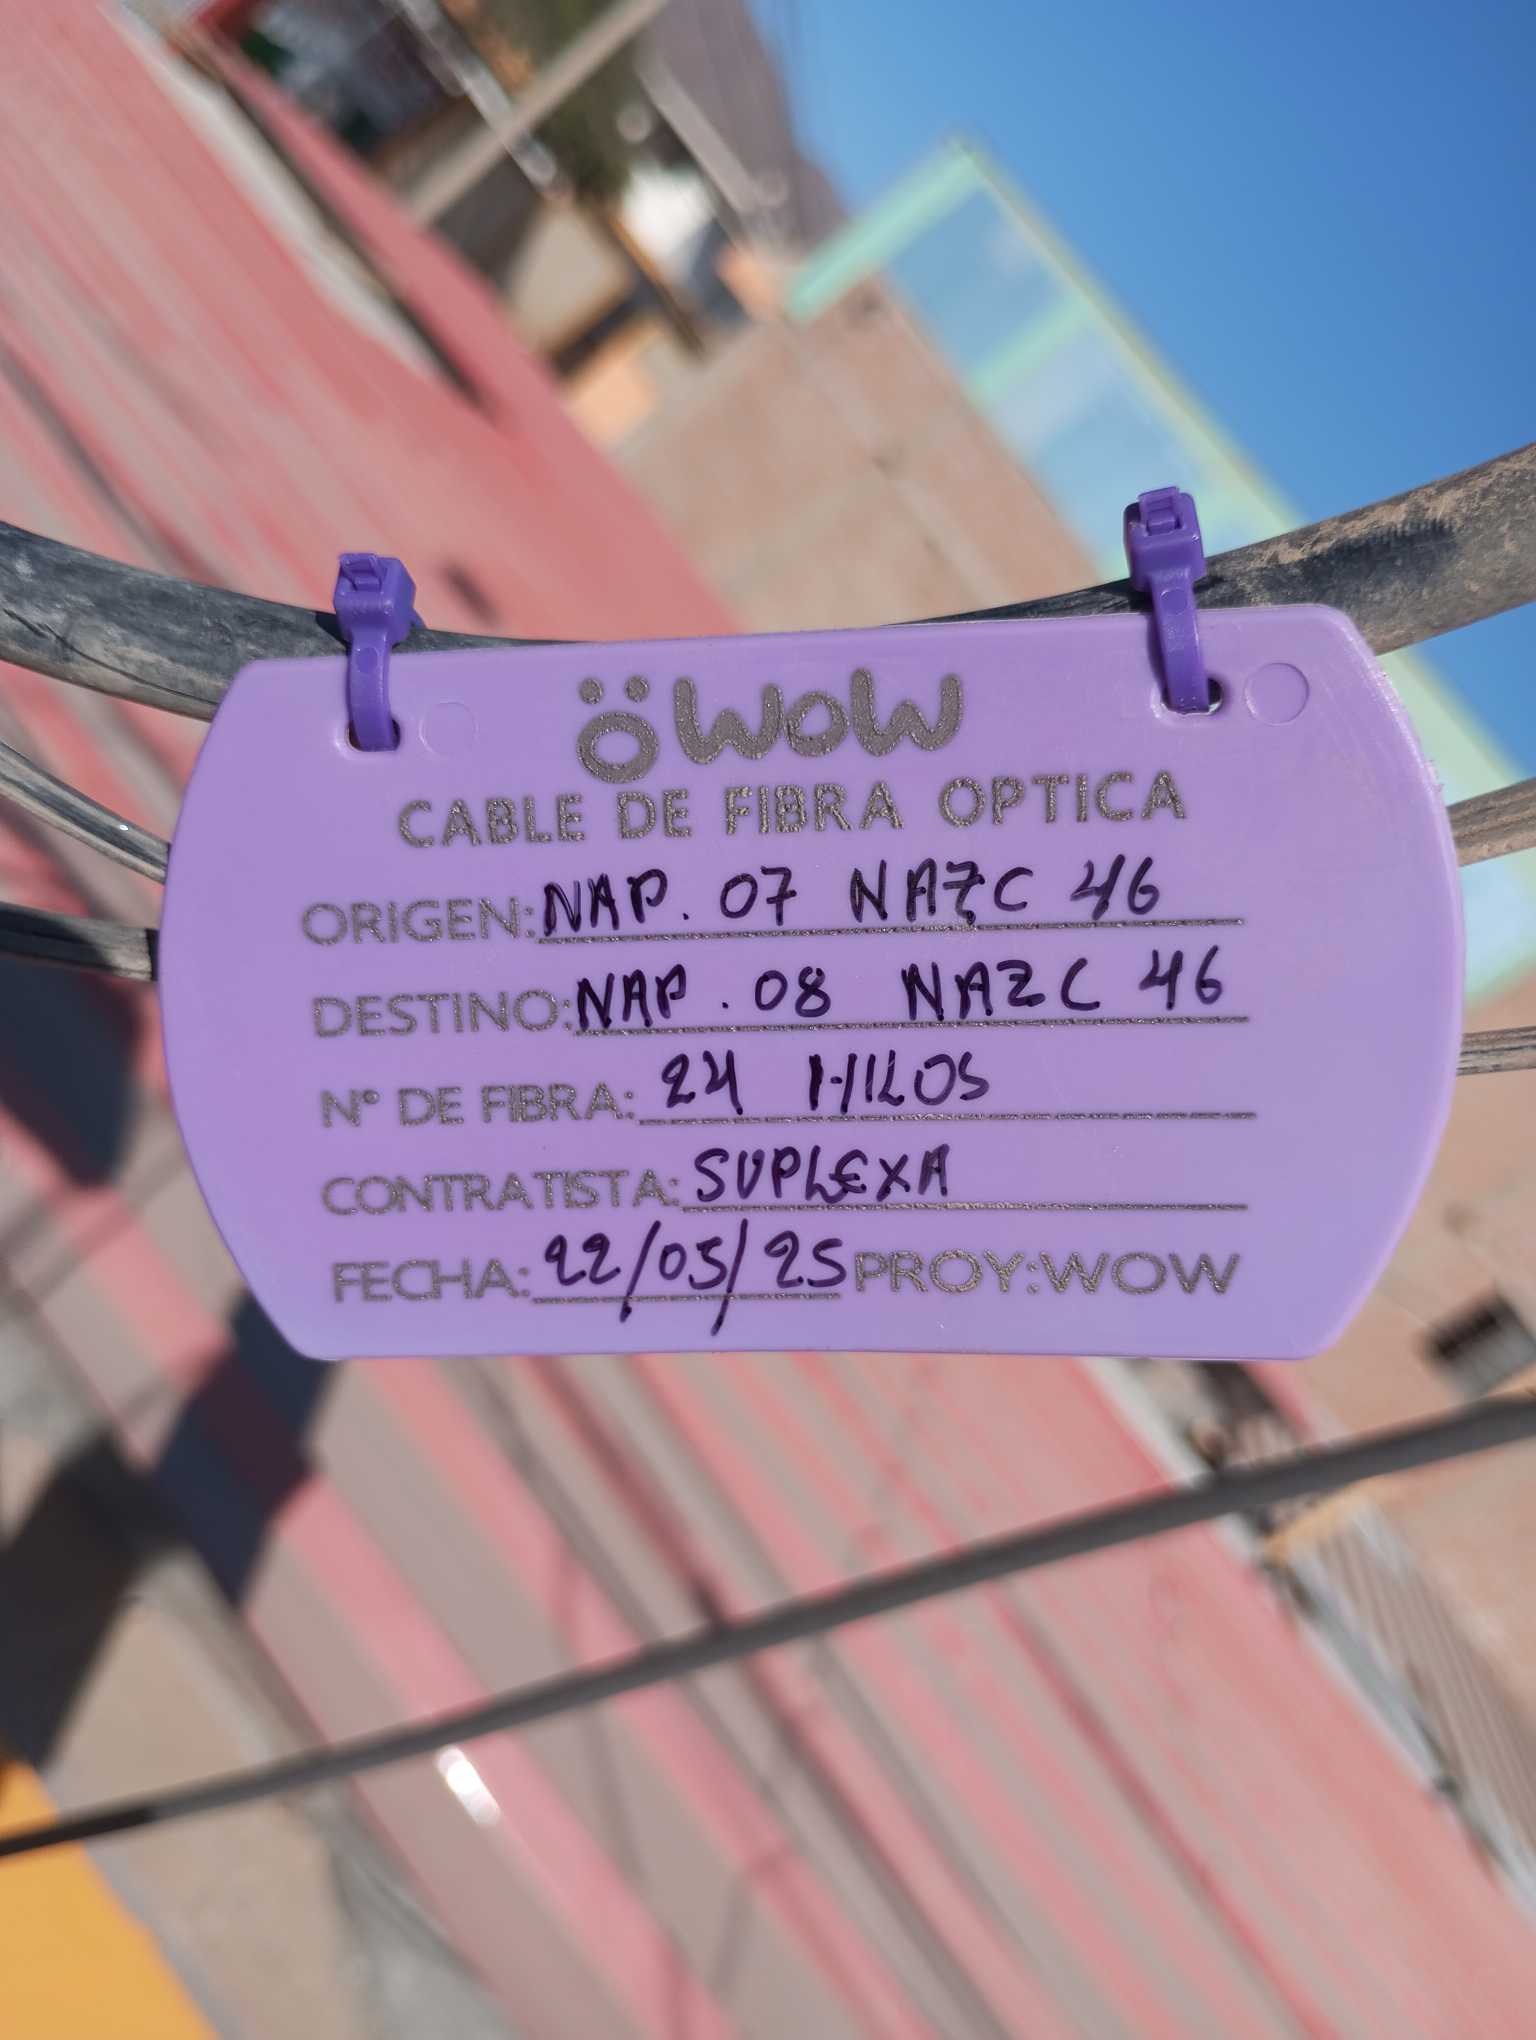 wow
CABLE DE FIBRA OPTICA
ORIGEN: NAP. 07 NAZC 46
DESTINO: NAP. 08 NAZC 46
N° DE FIBRA: 24 HILOS
CONTRATISTA: SUPLEXA
FECHA: 22/05/25 PROY: WOW